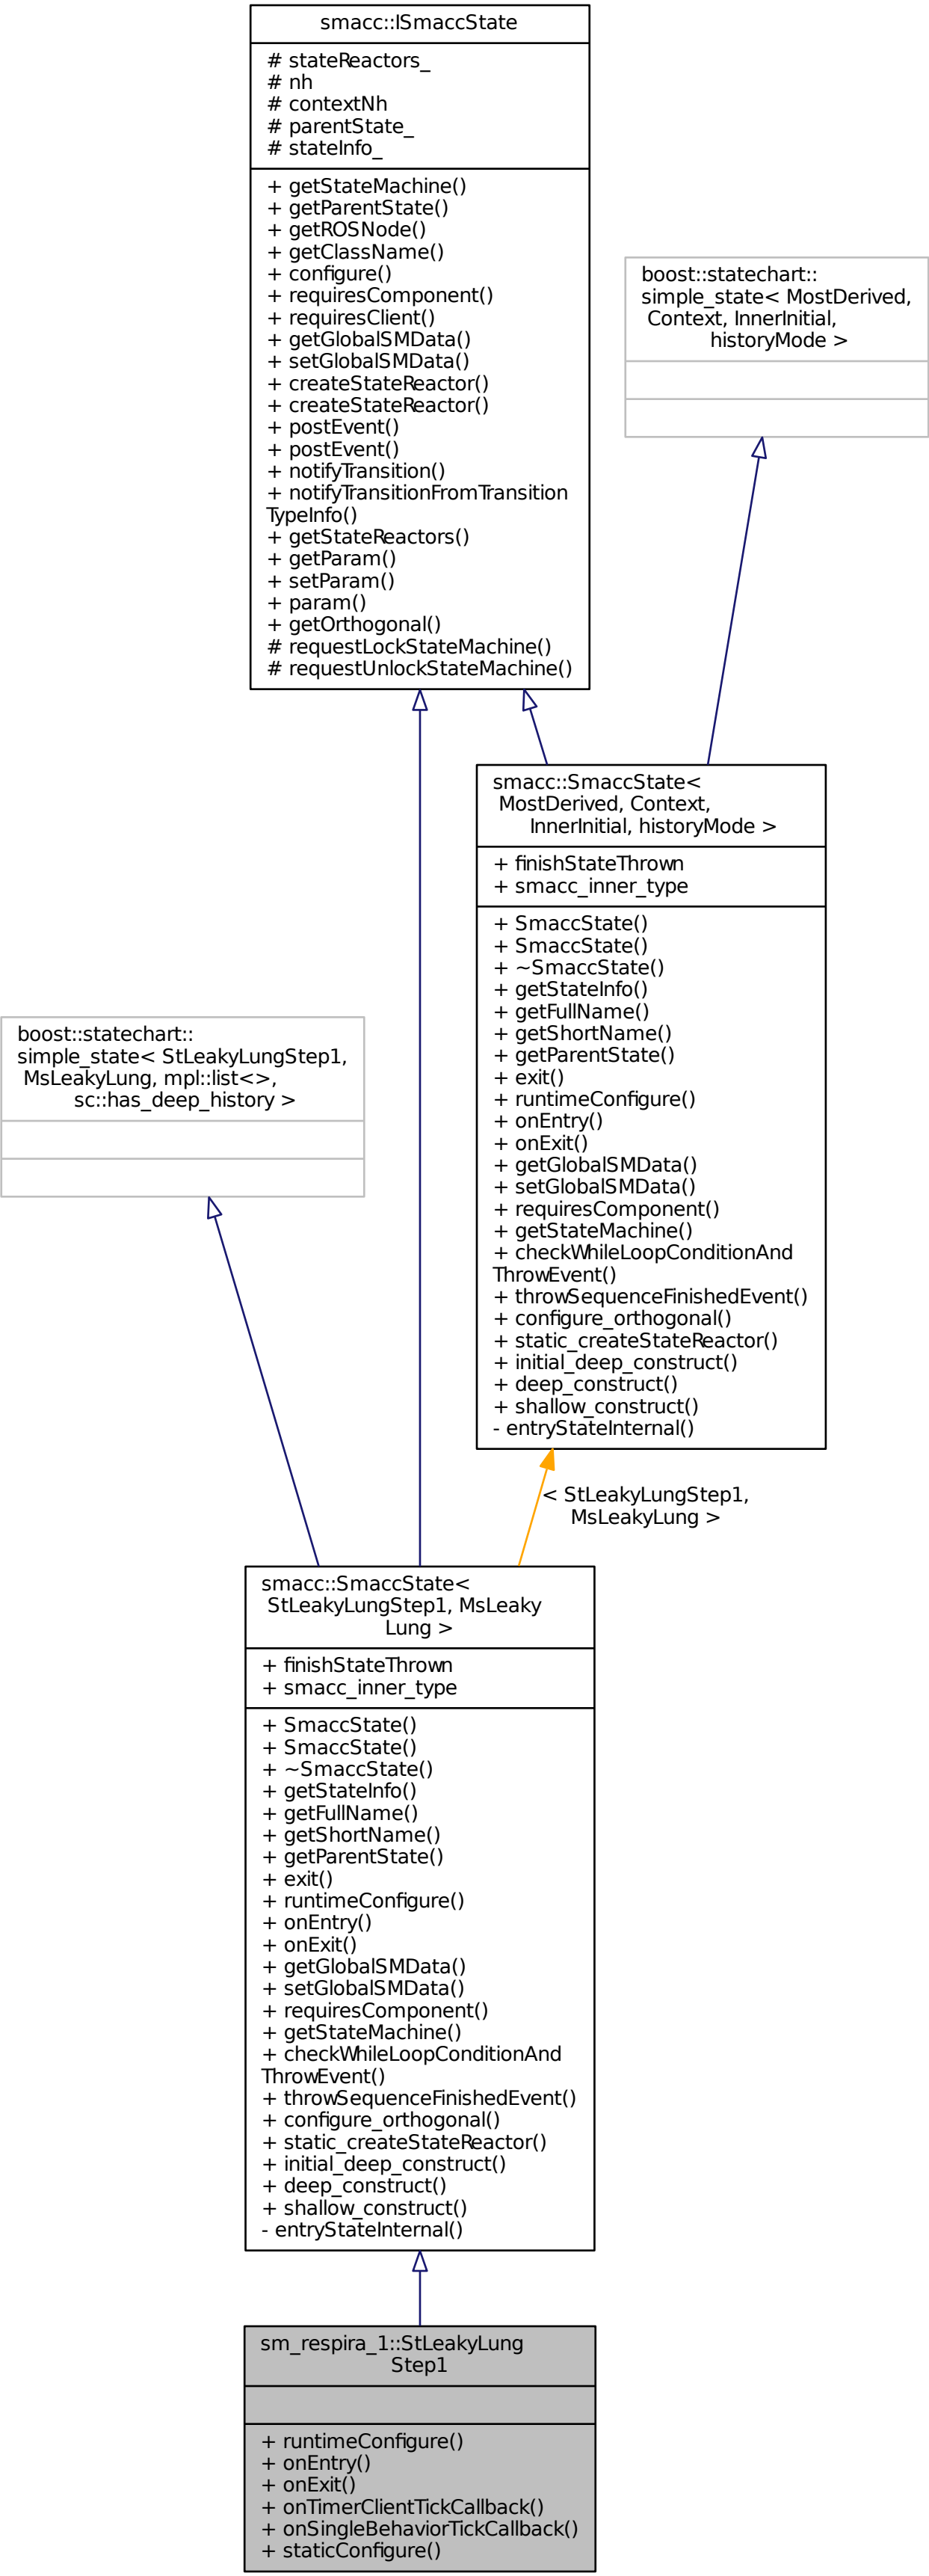 smacc::ISmaccState
# stateReactors_
# nh
# contextNh
# parentState_
# stateInfo_
+ getStateMachine()
+ getParentState()
+ getROSNode()
+ getClassName()
+ configure()
+ requiresComponent()
+ requiresClient()
+ getGlobalSMData()
+ setGlobalSMData()
+ createStateReactor()
+ createStateReactor()
+ postEvent()
+ postEvent()
+ notifyTransition()
+ notifyTransitionFromTransition
TypeInfo()
+ getStateReactors()
+ getParam()
+ setParam()
+ param()
+ getOrthogonal()
# requestLockStateMachine()
# requestUnlockStateMachine()
boost::statechart::
simple_state< MostDerived,
Context, InnerInitial,
historyMode >
smacc::SmaccState<
MostDerived, Context,
InnerInitial, historyMode >
+ finishStateThrown
+ smacc_inner_type
+ SmaccState()
+ SmaccState()
+ ~SmaccState()
+ getStateInfo()
+ getFullName()
+ getShortName()
+ getParentState()
+ exit()
+ runtimeConfigure()
+ onEntry()
+ onExit()
+ getGlobalSMData()
+ setGlobalSMData()
+ requiresComponent()
+ getStateMachine()
+ checkWhileLoopConditionAnd
ThrowEvent()
+ throwSequenceFinishedEvent()
+ configure_orthogonal()
+ static_createStateReactor()
+ initial_deep_construct()
+ deep_construct()
+ shallow_construct()
- entryStateInternal()
boost::statechart::
simple_state< StLeakyLungStep1,
MsLeakyLung, mpl::list<>,
sc::has_deep_history >
< StLeakyLungStep1,
MsLeakyLung >
smacc::SmaccState<
StLeakyLungStep1, MsLeaky
Lung >
+ finishStateThrown
+ smacc_inner_type
+ SmaccState()
+ SmaccState()
+ ~SmaccState()
+ getStateInfo()
+ getFullName()
+ getShortName()
+ getParentState()
+ exit()
+ runtimeConfigure()
+ onEntry()
+ onExit()
+ getGlobalSMData()
+ setGlobalSMData()
+ requiresComponent()
+ getStateMachine()
+ checkWhileLoopConditionAnd
ThrowEvent()
+ throwSequenceFinishedEvent()
+ configure_orthogonal()
+ static_createStateReactor()
+ initial_deep_construct()
+ deep_construct()
+ shallow_construct()
- entryStateInternal()
sm_respira_1::StLeakyLung
Step1
+ runtimeConfigure()
+ onEntry()
+ onExit()
+ onTimerClientTickCallback()
+ onSingleBehaviorTickCallback()
+ staticConfigure()